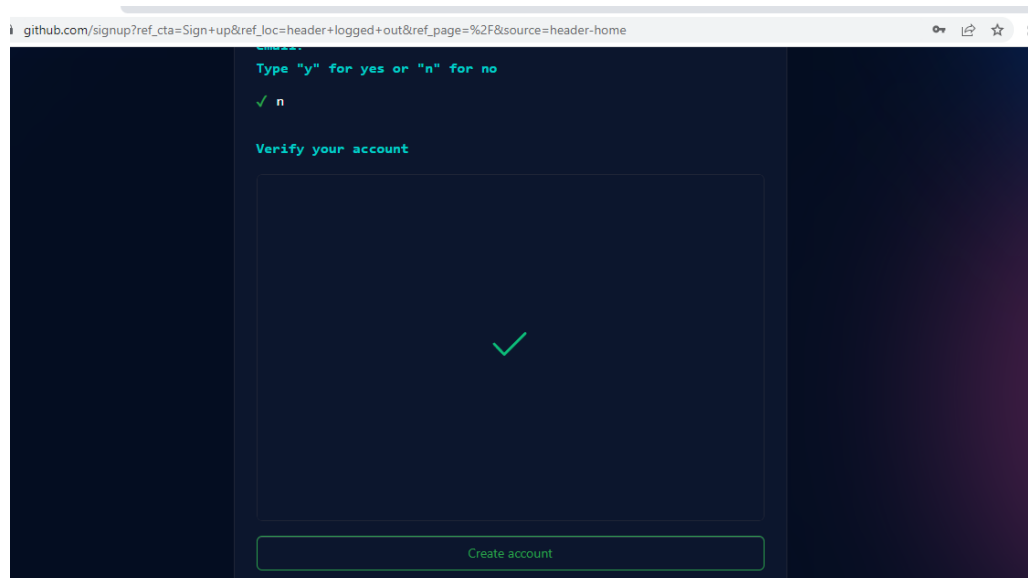 github.com/signup?ref_cta=Sign+up&ref_loc=header+logged+out&ref_page=%2F&source=header-home
email.
Type "y" for yes or "n" for no
✓ n
Verify your account
Create account